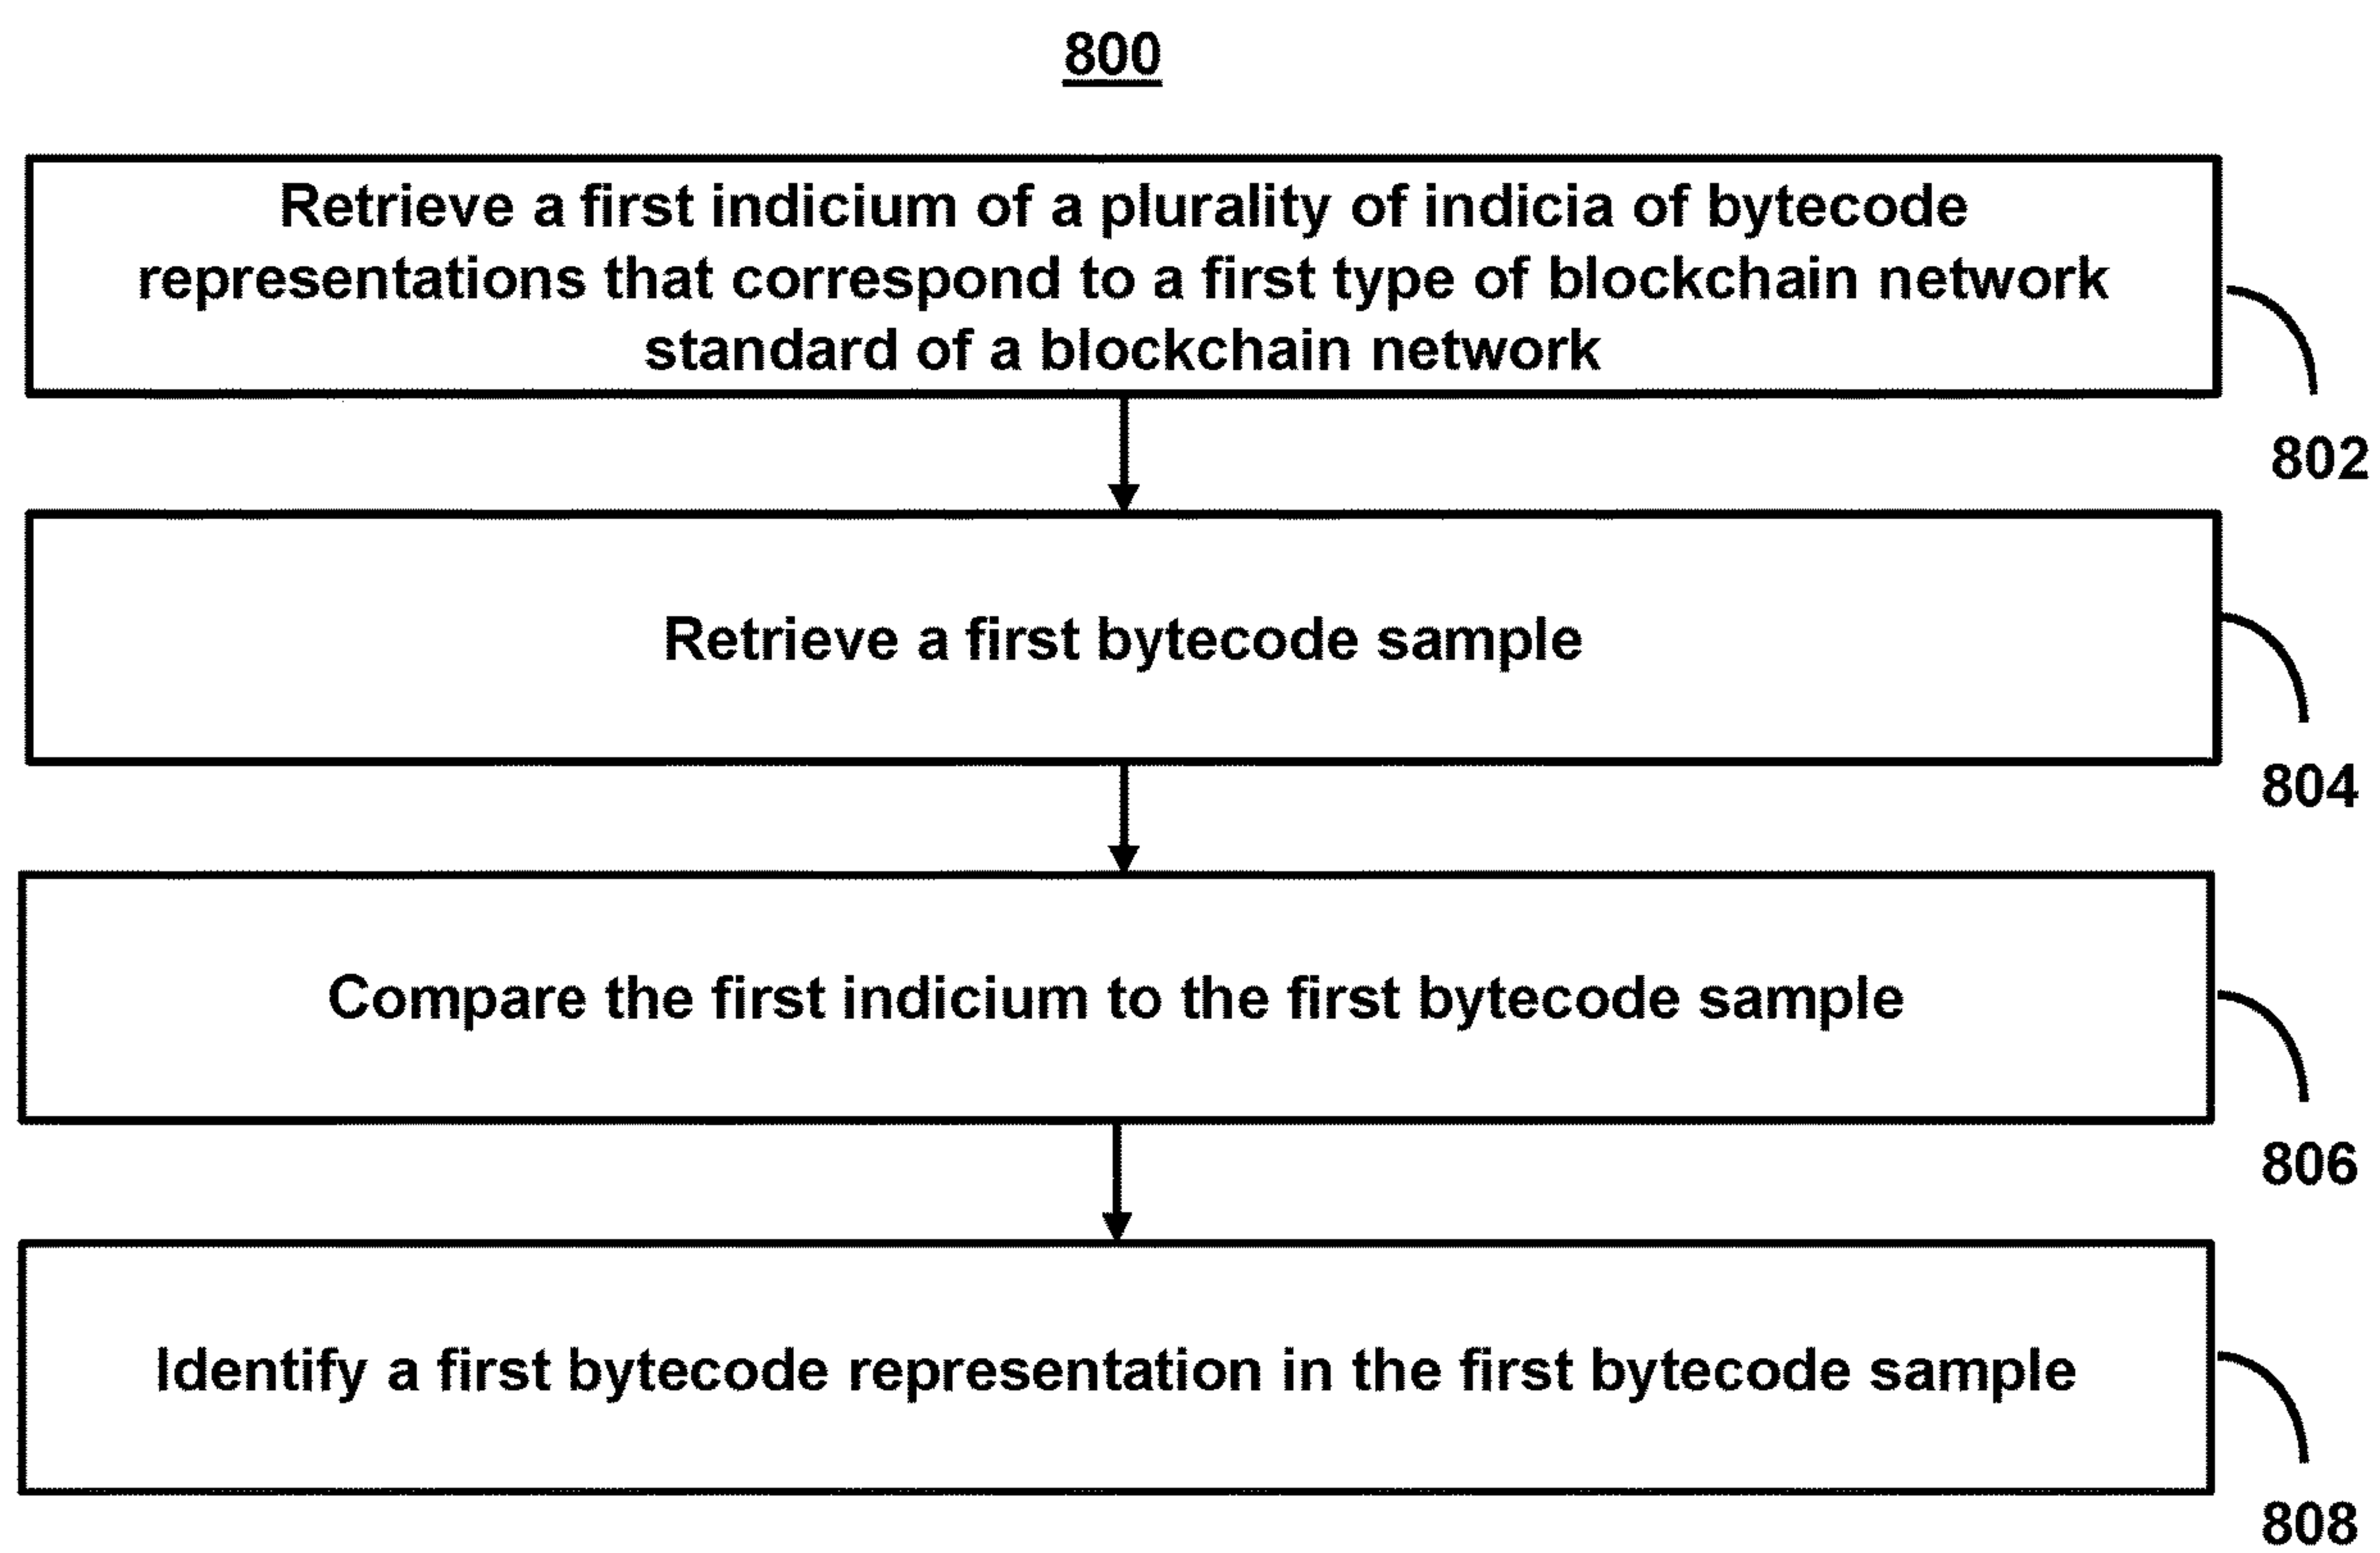 800
Retrieve a first indicium of a plurality of indicia of bytecode
representations that correspond to a first type of blockchain network
standard of a blockchain network
802
Retrieve a first bytecode sample
804
Compare the first indicium to the first bytecode sample
806
Identify a first bytecode representation in the first bytecode sample
808